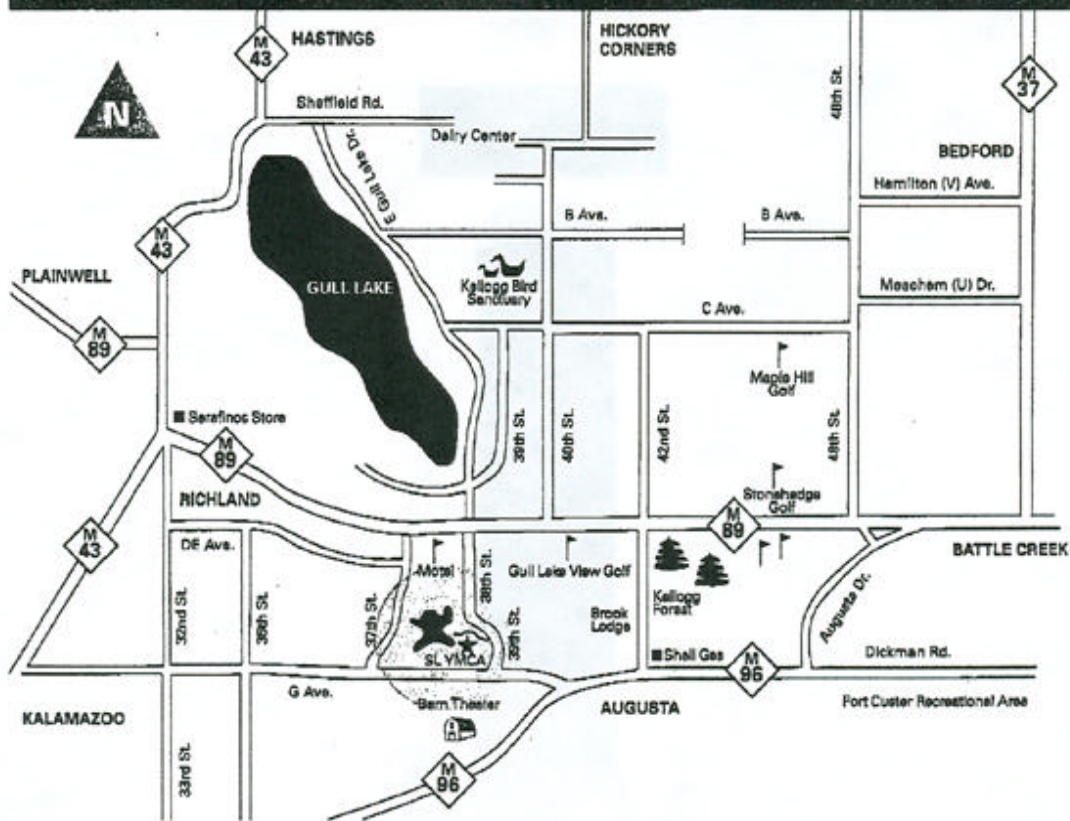 M
43
HASTINGS
HICKORY
CORNERS
48th St.
M
37
N
Sheffield Rd.
Dairy Center
BEDFORD
E Gull Lake Dr.
Hamilton (V) Ave.
B Ave.
B Ave.
M
43
PLAINWELL
GULL LAKE
Kellogg Bird
Sanctuary
Meachem (U) Dr.
C Ave.
M
89
Maple Hill
Golf
Serafinos Store
39th St.
40th St.
42nd St.
48th St.
M
89
Stonehedge
Golf
RICHLAND
M
89
M
43
DE Ave.
BATTLE CREEK
Motel
38th St.
Gull Lake View Golf
Kellogg
Forest
Augusta Dr.
32nd St.
37th St.
39th St.
Brook
Lodge
SL YMCA
Shell Gas
M
96
Dickman Rd.
G Ave.
KALAMAZOO
Barn Theater
AUGUSTA
Fort Custer Recreational Area
33rd St.
M
96